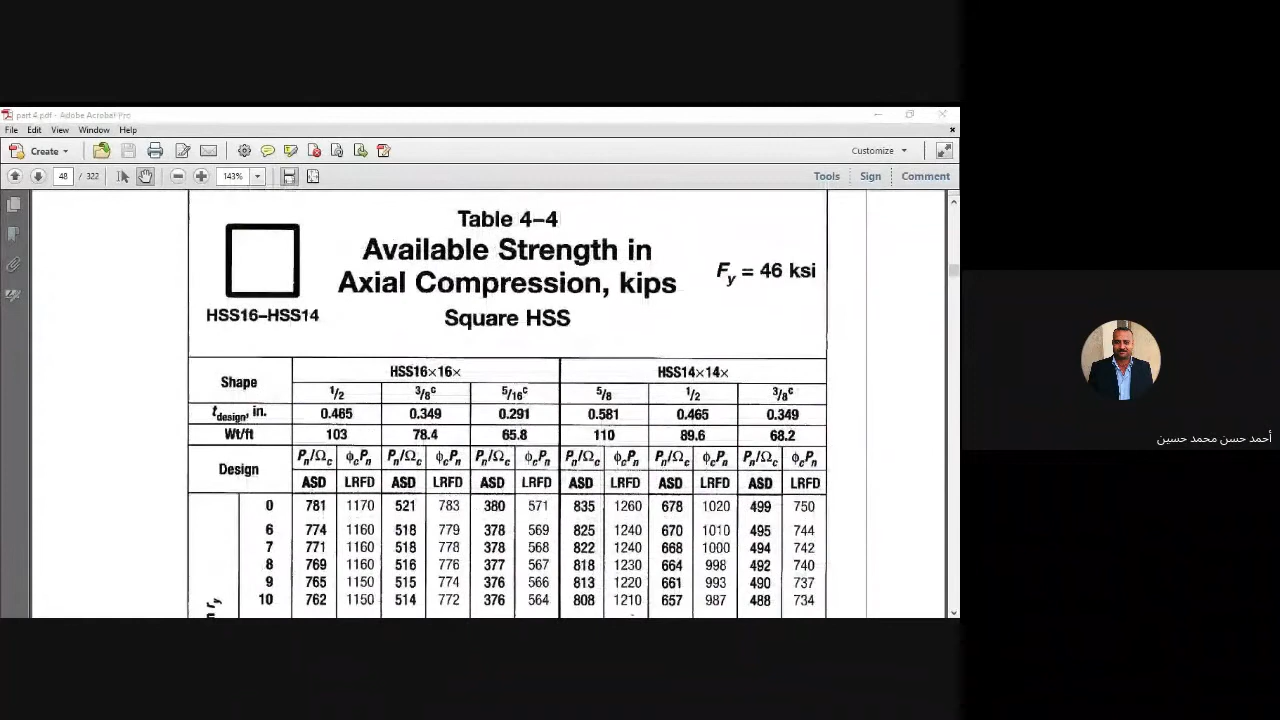 part 4.pdf - Adobe Acrobat Pro
File Edit View Window Help
Create Customize
48 / 322 143% Tools Sign Comment
Table 4–4
Available Strength in
Axial Compression, kips
Square HSS
Fy = 46 ksi
HSS16–HSS14
Shape HSS16×16× HSS14×14×
1/2 3/8c 5/16c 5/8 1/2 3/8c
tdesign, in. 0.465 0.349 0.291 0.581 0.465 0.349
Wt/ft 103 78.4 65.8 110 89.6 68.2
Design Pn/Ωc ϕcPn Pn/Ωc ϕcPn Pn/Ωc ϕcPn Pn/Ωc ϕcPn Pn/Ωc ϕcPn Pn/Ωc ϕcPn
ASD LRFD ASD LRFD ASD LRFD ASD LRFD ASD LRFD ASD LRFD
0 781 1170 521 783 380 571 835 1260 678 1020 499 750
6 774 1160 518 779 378 569 825 1240 670 1010 495 744
7 771 1160 518 778 378 568 822 1240 668 1000 494 742
8 769 1160 516 776 377 567 818 1230 664 998 492 740
9 765 1150 515 774 376 566 813 1220 661 993 490 737
10 762 1150 514 772 376 564 808 1210 657 987 488 734
ry
أحمد حسن محمد حسين